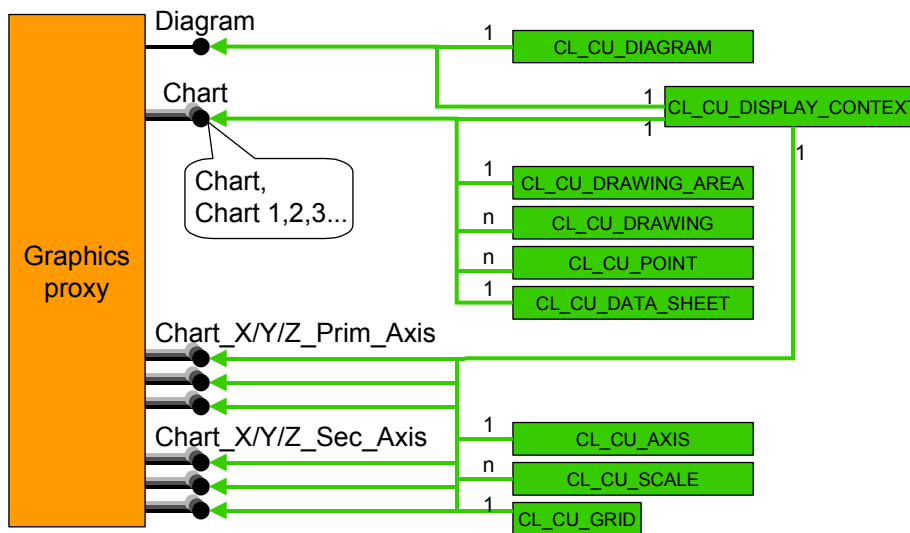 Diagram
1
CL_CU_DIAGRAM
Chart
1
CL_CU_DISPLAY_CONTEXT
1
1
Chart,
Chart 1,2,3...
1
CL_CU_DRAWING_AREA
n
CL_CU_DRAWING
n
CL_CU_POINT
1
CL_CU_DATA_SHEET
Graphics
proxy
Chart_X/Y/Z_Prim_Axis
Chart_X/Y/Z_Sec_Axis
1
CL_CU_AXIS
n
CL_CU_SCALE
1
CL_CU_GRID